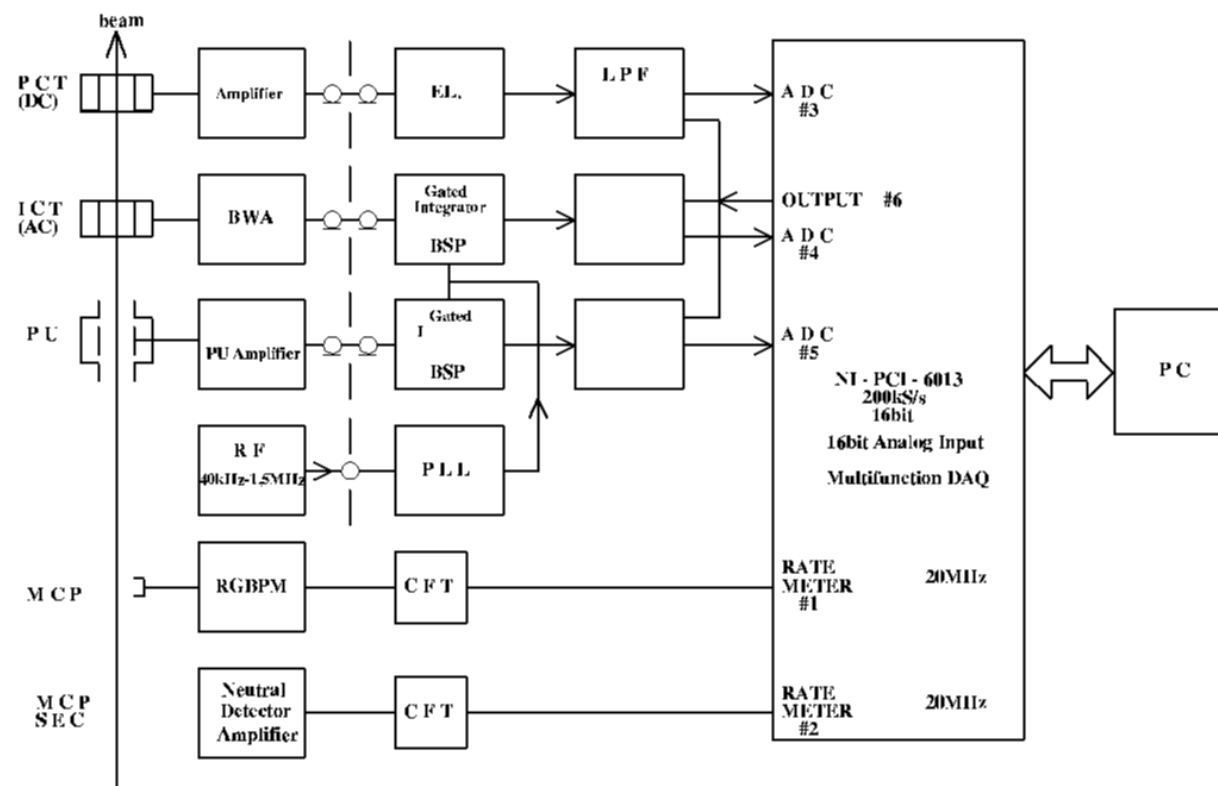 beam
P C T
(DC)
Amplifier
EL.
L P F
A D C
#3
I C T
(AC)
BWA
Gated
Integrator
BSP
OUTPUT #6
A D C
#4
P U
PU Amplifier
Gated
I
BSP
A D C
#5
NI - PCI - 6013
200kS/s
16bit
16bit Analog Input
Multifunction DAQ
P C
R F
40kHz-1,5MHz
P L L
M C P
RGBPM
C F T
RATE
METER
#1
20MHz
M C P
S E C
Neutral
Detector
Amplifier
C F T
RATE
METER
#2
20MHz